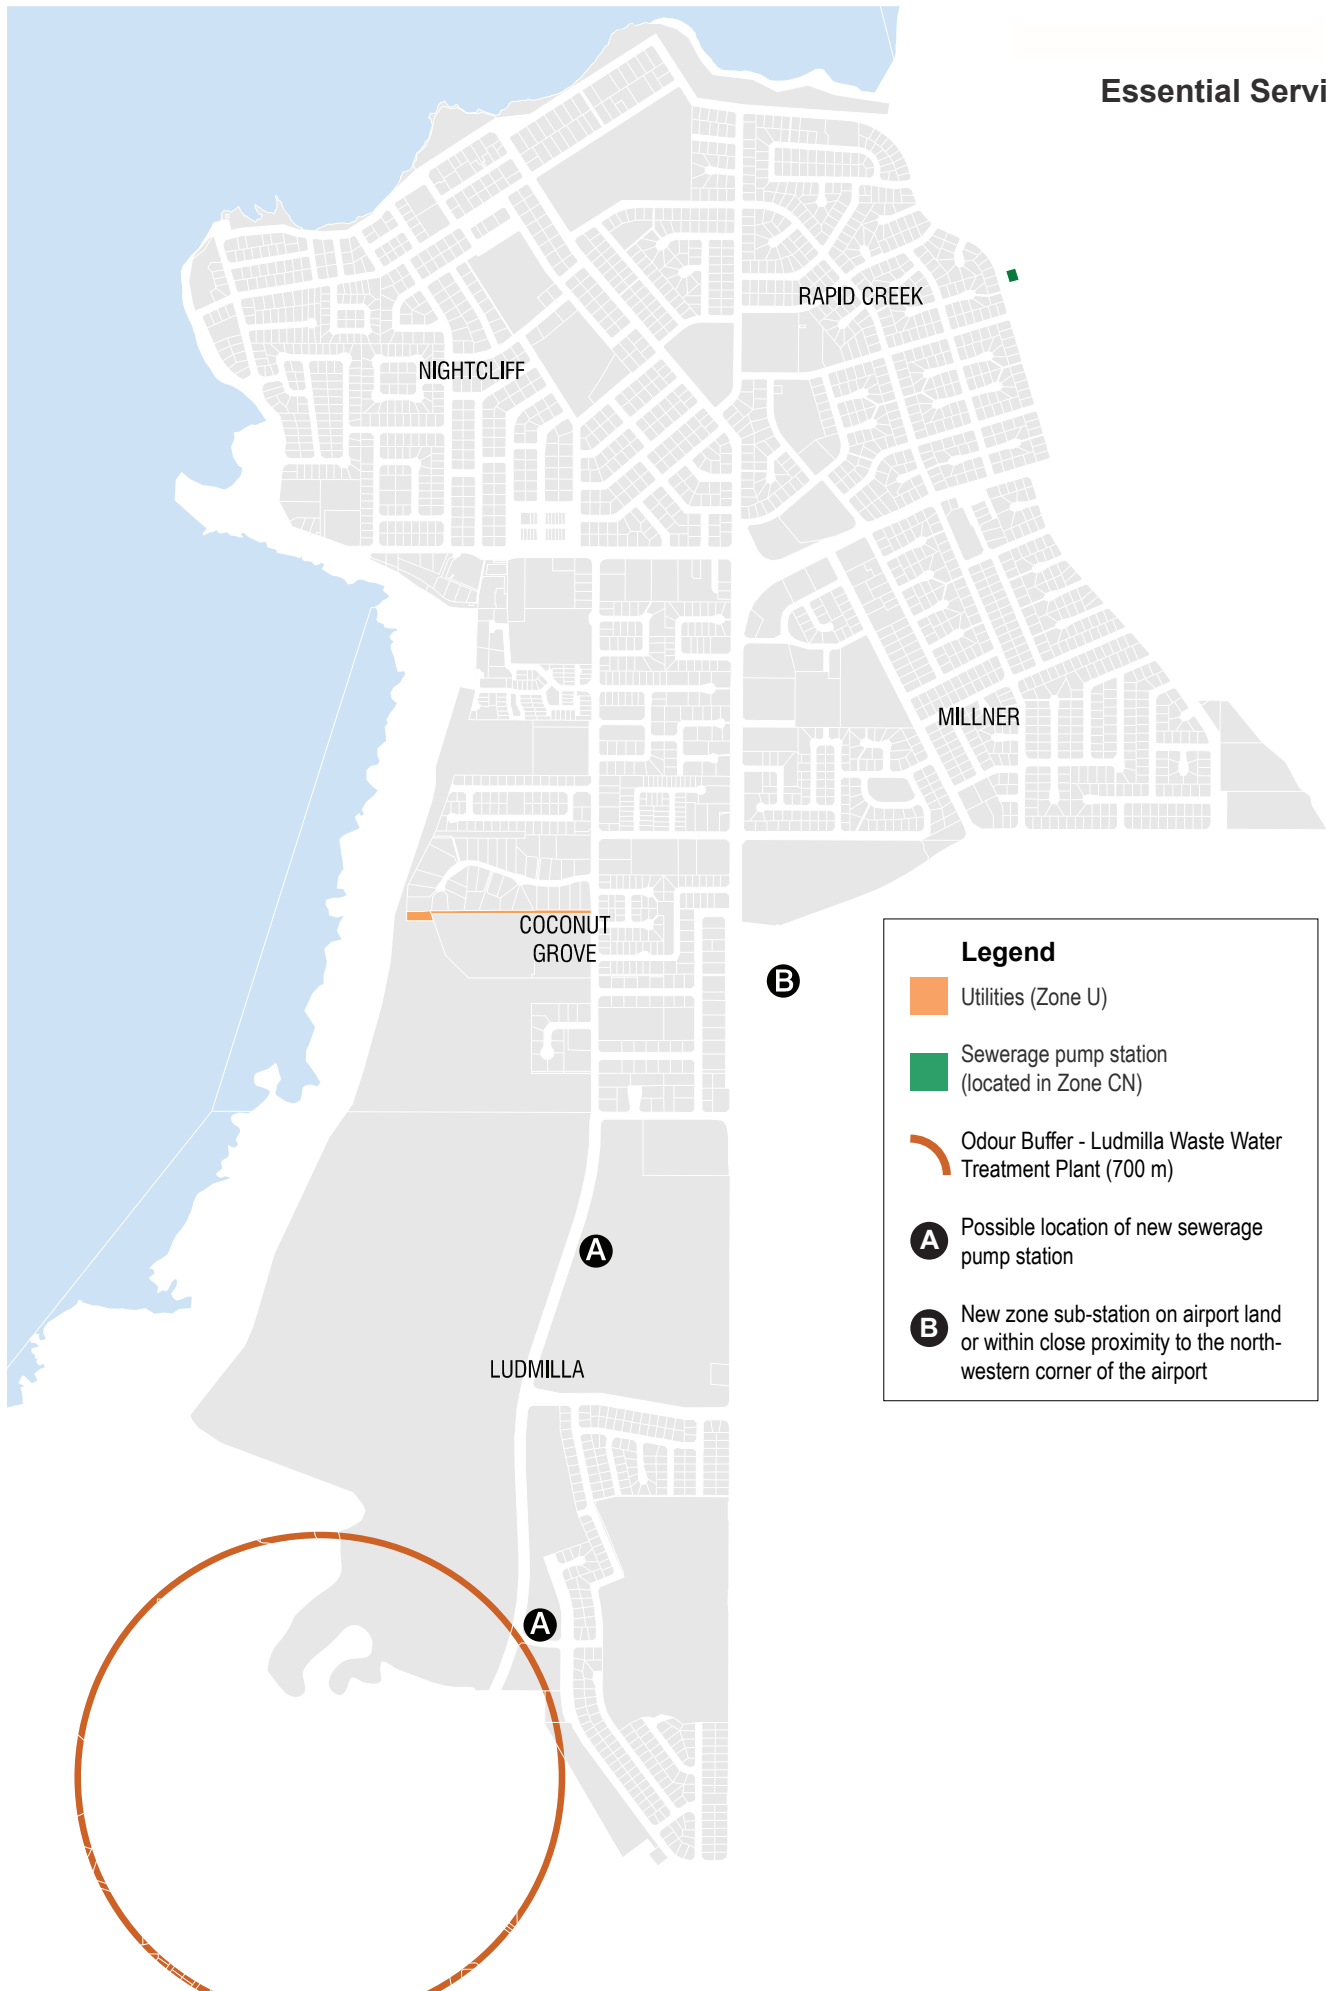 Essential Servi
RAPID CREEK
NIGHTCLIFF
MILLNER
COCONUT
GROVE
B
A
LUDMILLA
A
Legend
Utilities (Zone U)
Sewerage pump station
(located in Zone CN)
Odour Buffer - Ludmilla Waste Water
Treatment Plant (700 m)
A
Possible location of new sewerage
pump station
B
New zone sub-station on airport land
or within close proximity to the north-
western corner of the airport